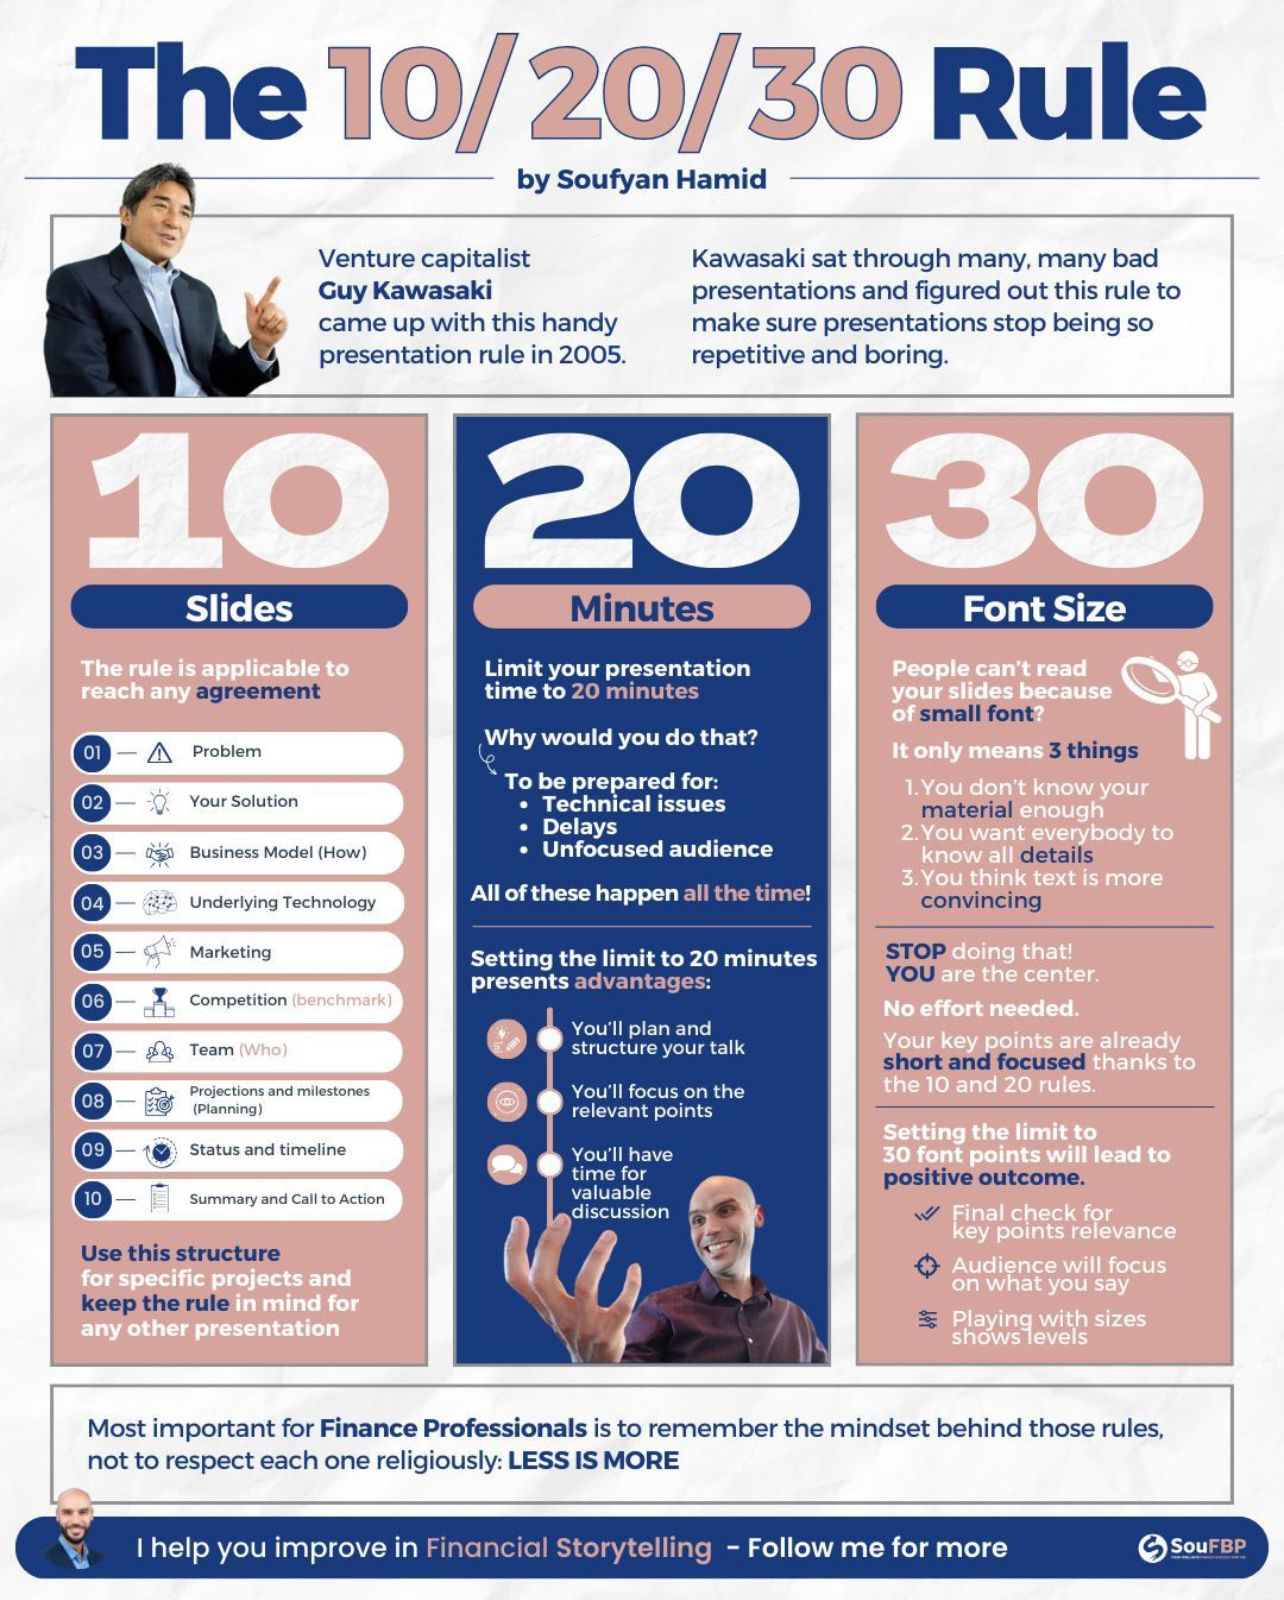 The 10/20/30 Rule
by Soufyan Hamid
Venture capitalist
Guy Kawasaki
came up with this handy
presentation rule in 2005.
Kawasaki sat through many, many bad
presentations and figured out this rule to
make sure presentations stop being so
repetitive and boring.
10
Slides
The rule is applicable to
reach any agreement
01 Problem
02 Your Solution
03 Business Model (How)
04 Underlying Technology
05 Marketing
06 Competition (benchmark)
07 Team (Who)
08 Projections and milestones
(Planning)
09 Status and timeline
10 Summary and Call to Action
Use this structure
for specific projects and
keep the rule in mind for
any other presentation
20
Minutes
Limit your presentation
time to 20 minutes
Why would you do that?
To be prepared for:
• Technical issues
• Delays
• Unfocused audience
All of these happen all the time!
Setting the limit to 20 minutes
presents advantages:
You'll plan and
structure your talk
You'll focus on the
relevant points
You'll have
time for
valuable
discussion
30
Font Size
People can't read
your slides because
of small font?
It only means 3 things
1. You don't know your
material enough
2. You want everybody to
know all details
3. You think text is more
convincing
STOP doing that!
YOU are the center.
No effort needed.
Your key points are already
short and focused thanks to
the 10 and 20 rules.
Setting the limit to
30 font points will lead to
positive outcome.
Final check for
key points relevance
Audience will focus
on what you say
Playing with sizes
shows levels
Most important for Finance Professionals is to remember the mindset behind those rules,
not to respect each one religiously: LESS IS MORE
I help you improve in Financial Storytelling - Follow me for more
SouFBP